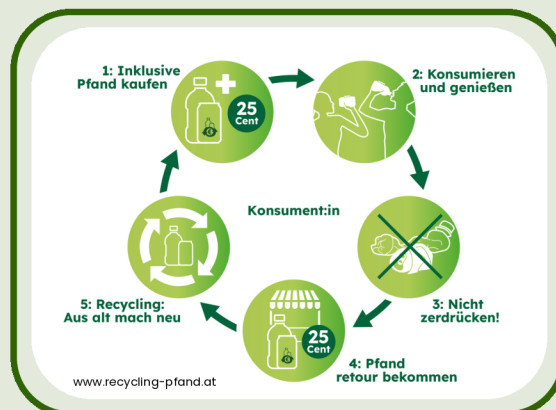 1: Inklusive
Pfand kaufen
25
Cent
2: Konsumieren
und genießen
Konsument:in
3: Nicht
zerdrücken!
25
Cent
4: Pfand
retour bekommen
5: Recycling:
Aus alt mach neu
www.recycling-pfand.at